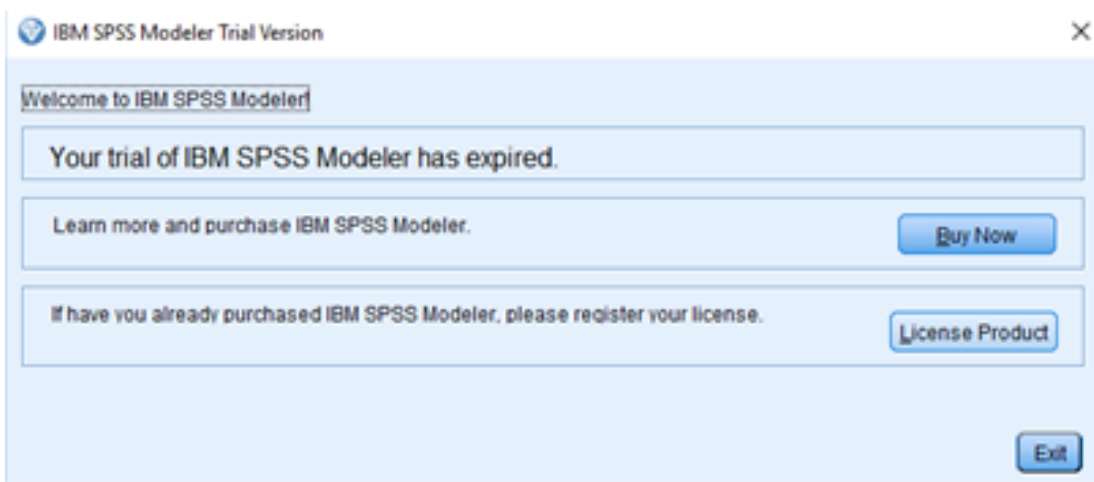 IBM SPSS Modeler Trial Version
Welcome to IBM SPSS Modeler!
Your trial of IBM SPSS Modeler has expired.
Learn more and purchase IBM SPSS Modeler.
Buy Now
If have you already purchased IBM SPSS Modeler, please register your license.
License Product
Exit